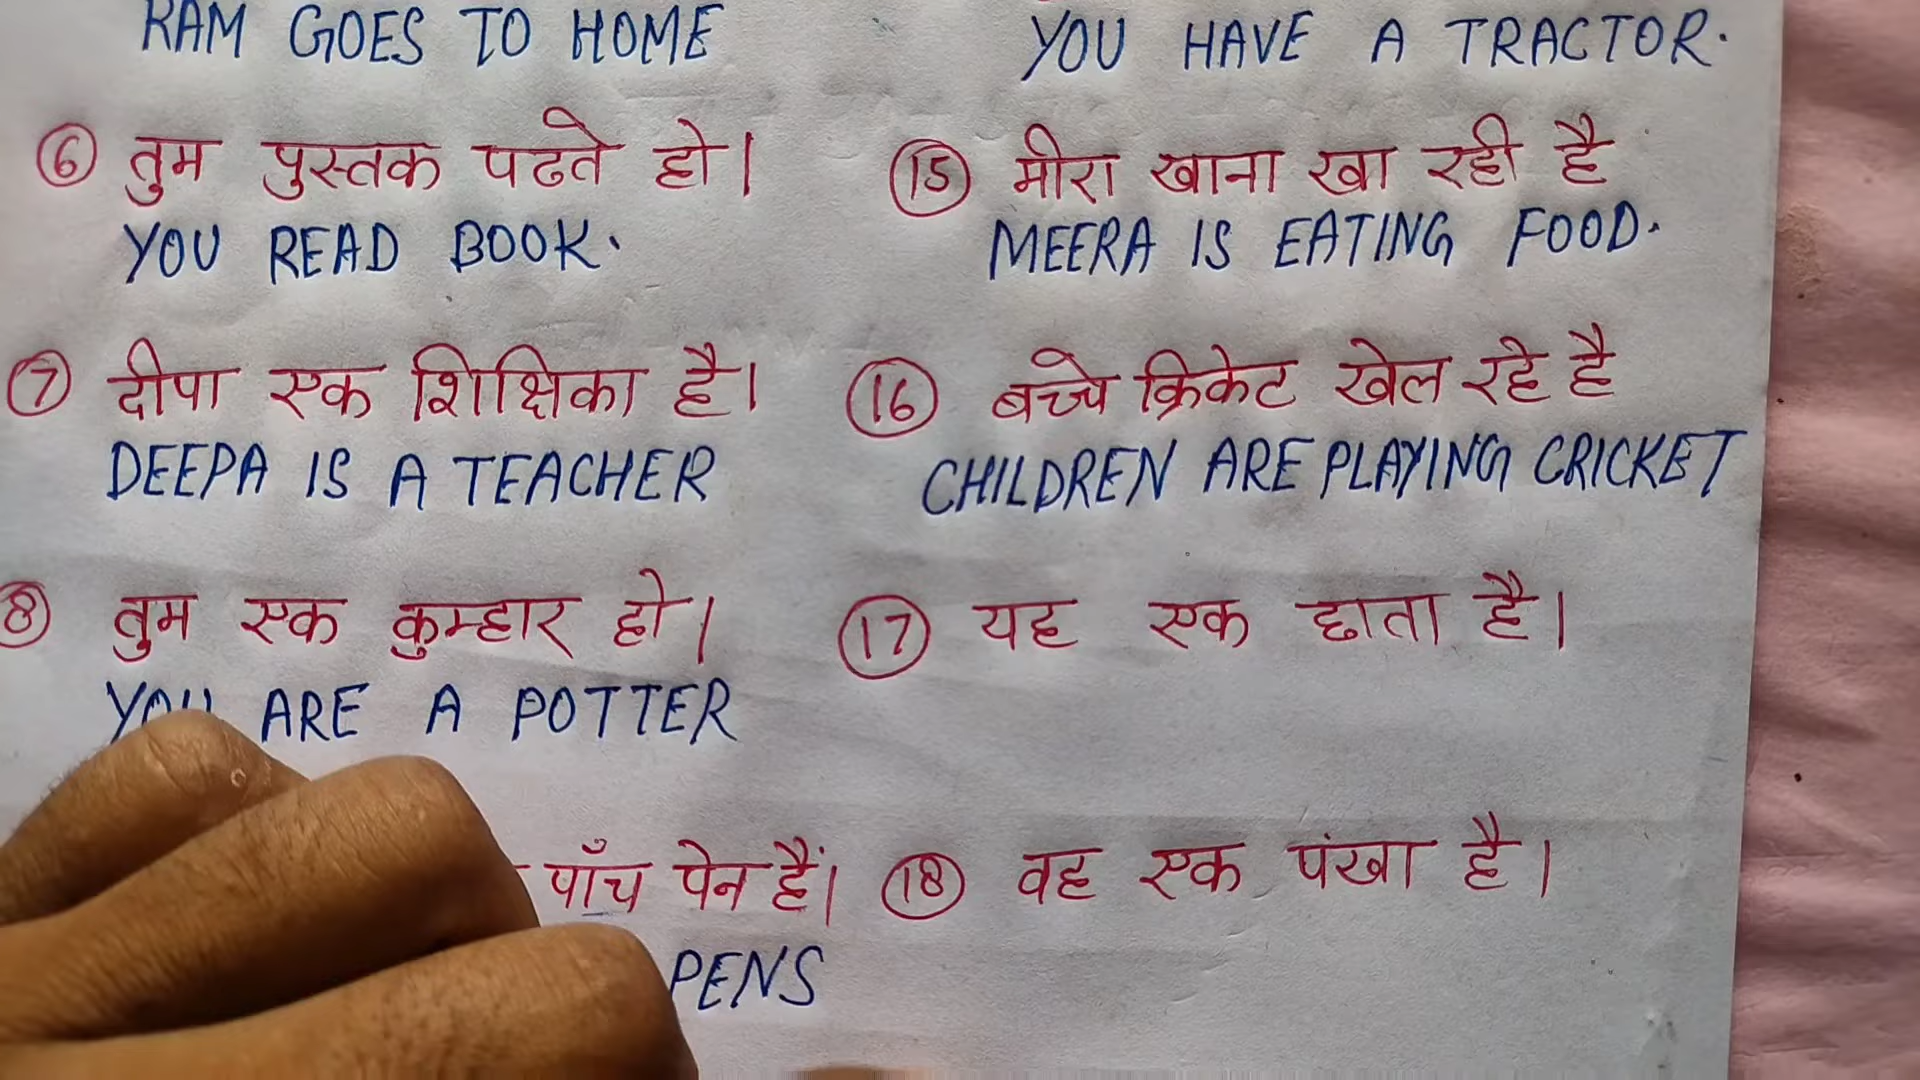 RAM GOES TO HOME
⑥ तुम पुस्तक पढते हो।
YOU READ BOOK.
⑦ दीपा एक शिक्षिका है।
DEEPA IS A TEACHER
⑧ तुम एक कुम्हार हो।
YOU ARE A POTTER
पाँच पेन हैं।
PENS
YOU HAVE A TRACTOR.
⑮ मीरा खाना खा रही है
MEERA IS EATING FOOD.
⑯ बच्चे क्रिकेट खेल रहे है
CHILDREN ARE PLAYING CRICKET
⑰ यह एक छाता है।
⑱ वह एक पंखा है।